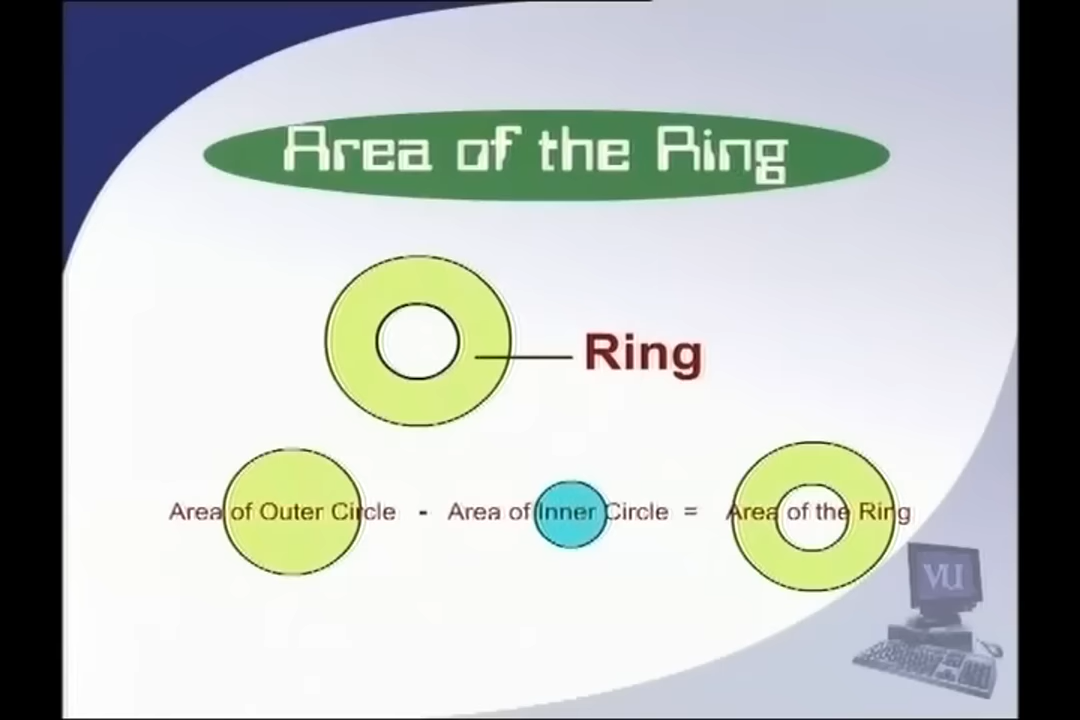 Area of the Ring
Ring
Area of Outer Circle - Area of Inner Circle = Area of the Ring
VU